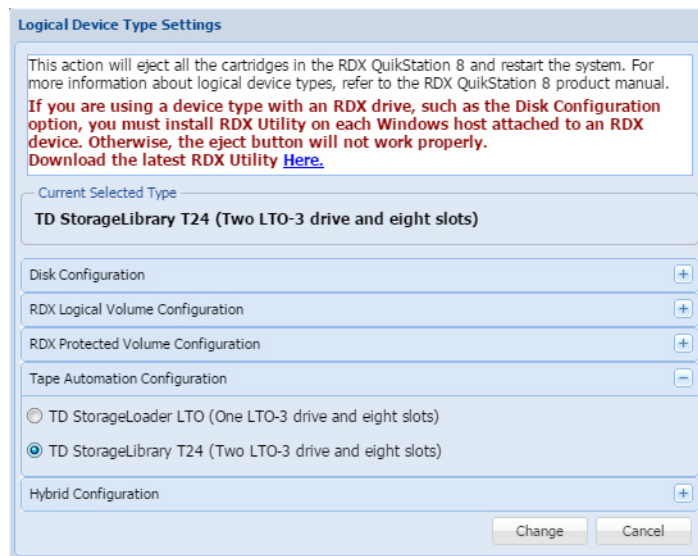 Logical Device Type Settings
This action will eject all the cartridges in the RDX QuikStation 8 and restart the system. For
more information about logical device types, refer to the RDX QuikStation 8 product manual.
If you are using a device type with an RDX drive, such as the Disk Configuration
option, you must install RDX Utility on each Windows host attached to an RDX
device. Otherwise, the eject button will not work properly.
Download the latest RDX Utility Here.
Current Selected Type
TD StorageLibrary T24 (Two LTO-3 drive and eight slots)
Disk Configuration
RDX Logical Volume Configuration
RDX Protected Volume Configuration
Tape Automation Configuration
TD StorageLoader LTO (One LTO-3 drive and eight slots)
TD StorageLibrary T24 (Two LTO-3 drive and eight slots)
Hybrid Configuration
Change Cancel